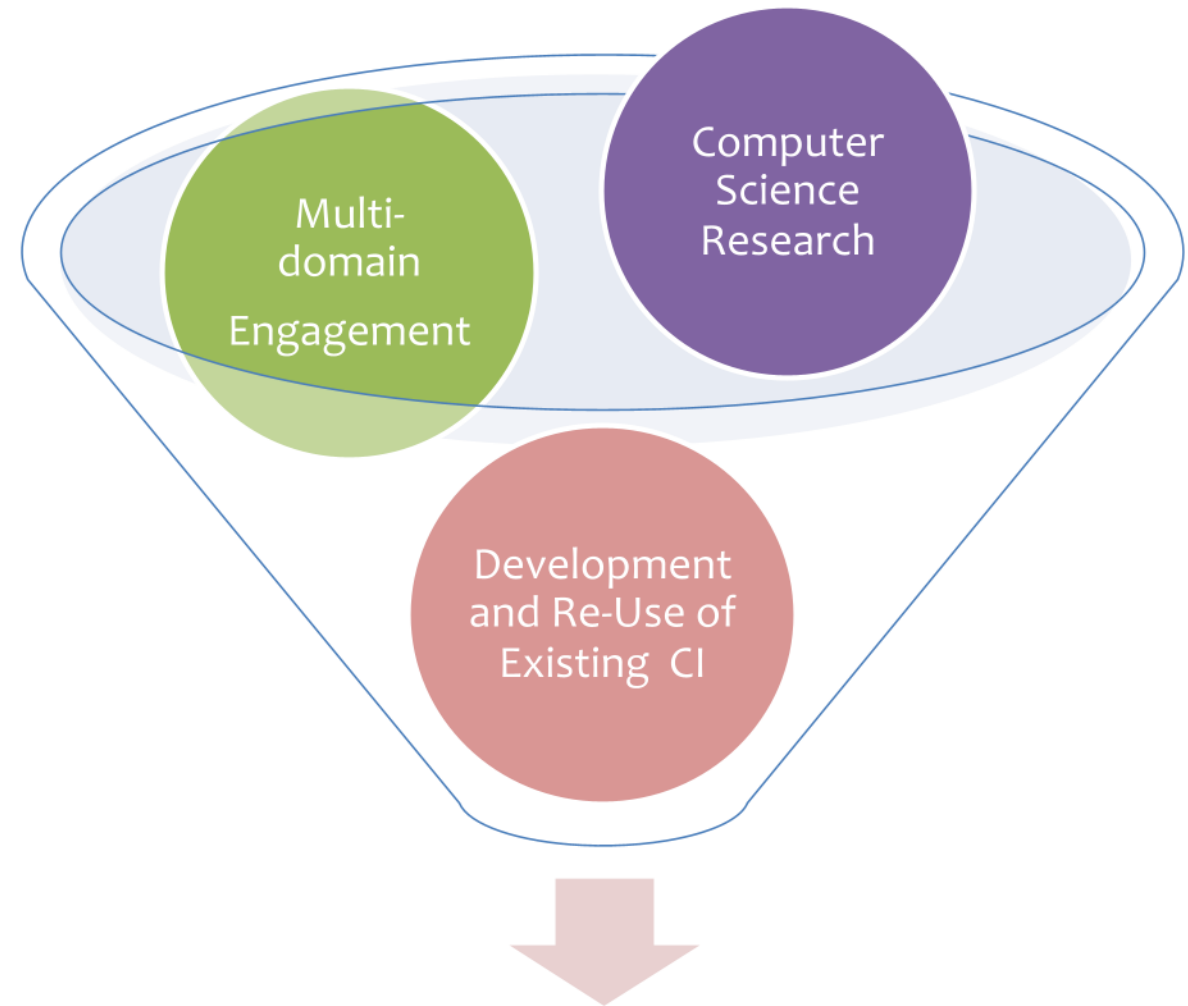 Multi-
domain
Engagement
Computer
Science
Research
Development
and Re-Use of
Existing CI